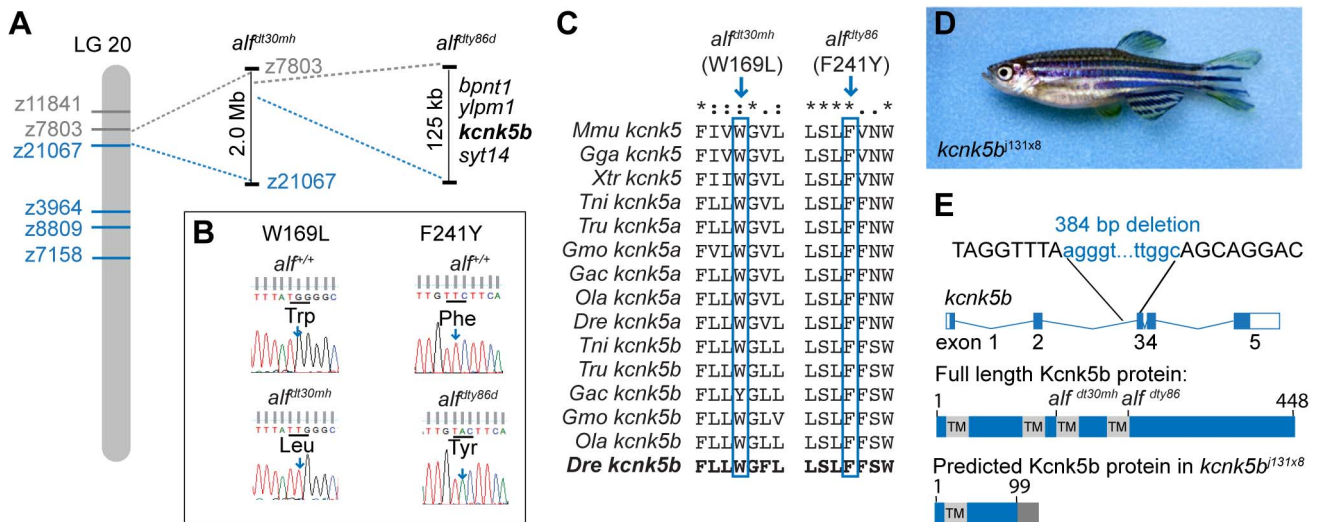 A
LG 20
z11841
z7803
z21067
z3964
z8809
z7158
alf dt30mh
z7803
2.0 Mb
z21067
alf dty86d
125 kb
bpnt1
ylpm1
kcnk5b
syt14
B
W169L
F241Y
alf +/+
alf +/+
TTTATGGGGC
TTGTTCTTCA
Trp
Phe
alf dt30mh
alf dty86d
TTTATTGGGC
TTGTACTTCA
Leu
Tyr
C
alf dt30mh
alf dty86
(W169L)
(F241Y)
*::::*.: ****..*
Mmu kcnk5 FIVWGVL LSLFVNW
Gga kcnk5 FIVWGVL LSLFVNW
Xtr kcnk5 FIIWGVL LSLFVNW
Tni kcnk5a FLLWGVL LSLFFNW
Tru kcnk5a FLLWGVL LSLFFNW
Gmo kcnk5a FVLWGVL LSLFFNW
Gac kcnk5a FLLWGVL LSLFFNW
Ola kcnk5a FLLWGVL LSLFFNW
Dre kcnk5a FLLWGVL LSLFFNW
Tni kcnk5b FLLWGLL LSLFFSW
Tru kcnk5b FLLWGLL LSLFFSW
Gac kcnk5b FLLYGLL LSLFFSW
Gmo kcnk5b FLLWGLV LSLFFSW
Ola kcnk5b FLLWGLL LSLFFSW
Dre kcnk5b FLLWGFL LSLFFSW
D
kcnk5b j131x8
E
384 bp deletion
TAGGTTTAagggt...ttggcAGCAGGAC
kcnk5b
exon 1 2 34 5
Full length Kcnk5b protein:
1 alf dt30mh alf dty86 448
TM TM TM TM
Predicted Kcnk5b protein in kcnk5b j131x8
1 99
TM